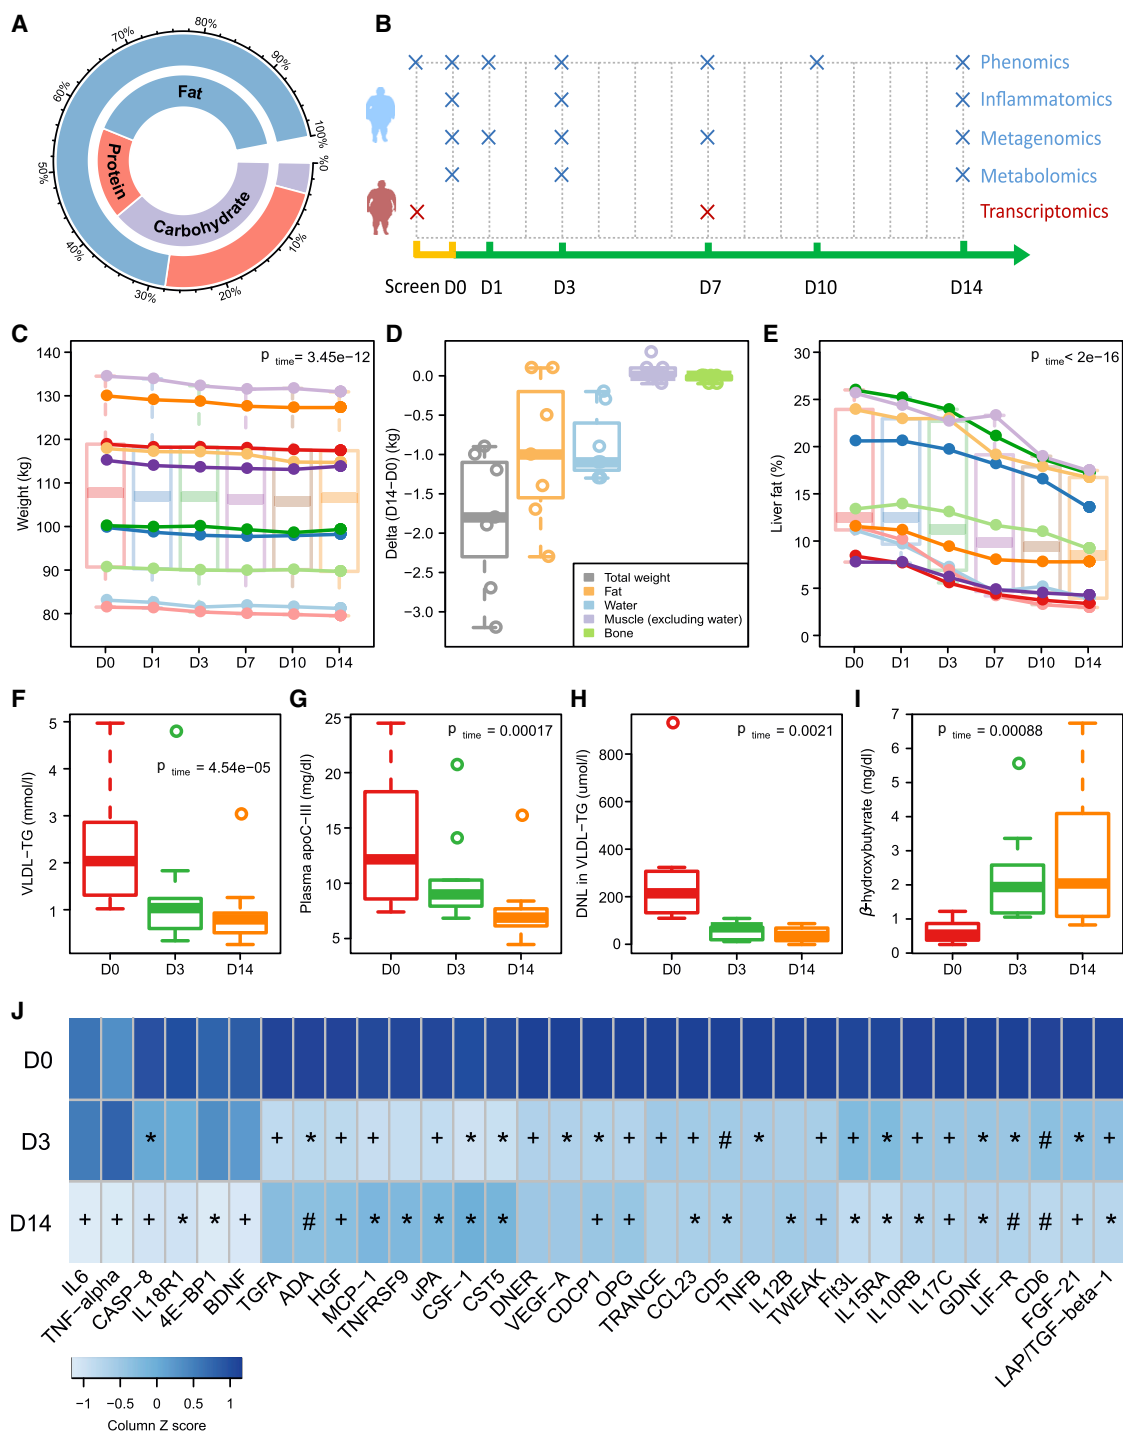 A
80%
70%
90%
60%
100%
50%
0%
40%
10%
30%
20%
Fat
Protein
Carbohydrate
B
Phenomics
Inflammatomics
Metagenomics
Metabolomics
Transcriptomics
Screen D0 D1 D3 D7 D10 D14
C
Weight (kg)
140
130
120
110
100
90
80
p time = 3.45e−12
D0 D1 D3 D7 D10 D14
D
Delta (D14−D0) (kg)
0.0
−0.5
−1.0
−1.5
−2.0
−2.5
−3.0
Total weight
Fat
Water
Muscle (excluding water)
Bone
E
Liver fat (%)
30
25
20
15
10
5
0
p time < 2e−16
D0 D1 D3 D7 D10 D14
F
VLDL−TG (mmol/l)
5
4
3
2
1
p time = 4.54e−05
D0 D3 D14
G
Plasma apoC−III (mg/dl)
25
20
15
10
5
p time = 0.00017
D0 D3 D14
H
DNL in VLDL−TG (umol/l)
800
600
400
200
0
p time = 0.0021
D0 D3 D14
I
β-hydroxybutyrate (mg/dl)
7
6
5
4
3
2
1
0
p time = 0.00088
D0 D3 D14
J
D0
D3 * + * + + + * * + * * + + + # * + + * + + * * # * +
D14 + + + * * + # + * * * * * + + * * * + * * * + * # # + *
IL6 TNF−alpha CASP−8 IL18R1 4E−BP1 BDNF TGFA ADA HGF MCP−1 TNFRSF9 uPA CSF−1 CST5 DNER VEGF−A CDCP1 OPG TRANCE CCL23 CD5 TNFB IL12B TWEAK Flt3L IL15RA IL10RB IL17C GDNF LIF−R CD6 FGF−21 LAP/TGF−beta−1
−1 −0.5 0 0.5 1
Column Z score